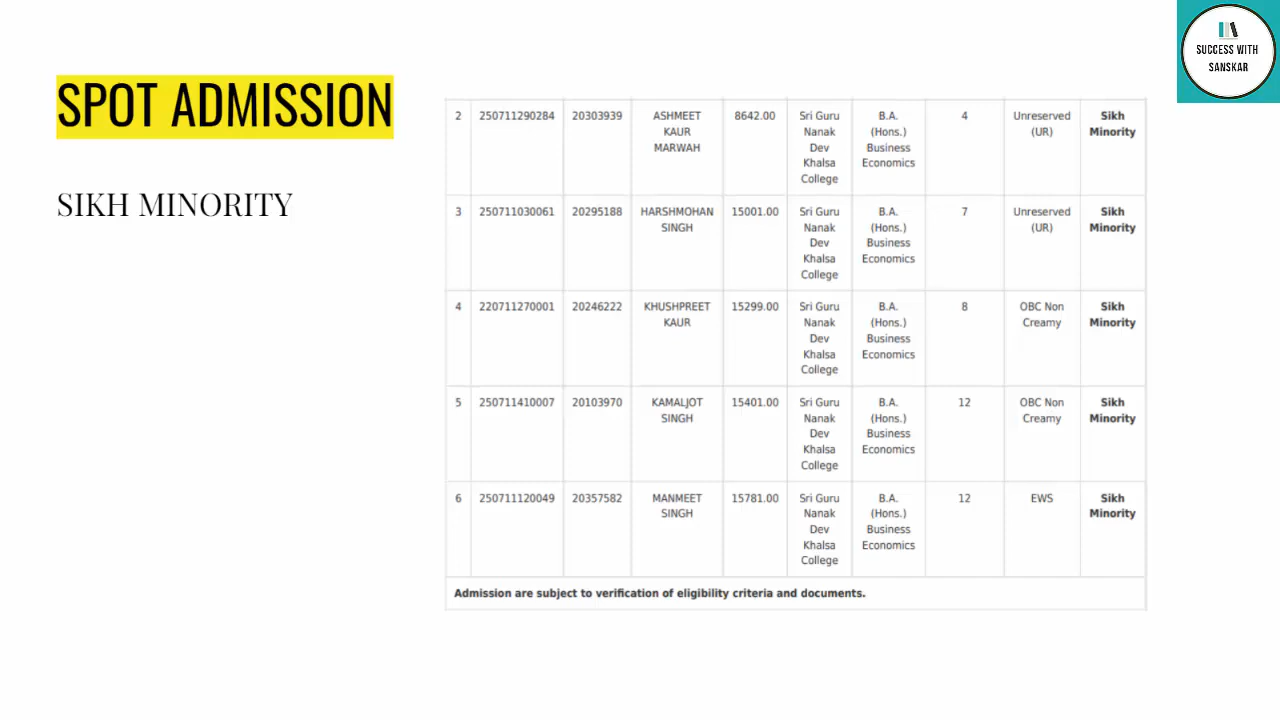 SUCCESS WITH
SANSKAR
SPOT ADMISSION
SIKH MINORITY
2 250711290284 20303939 ASHMEET 8642.00 Sri Guru B.A. 4 Unreserved Sikh
KAUR Nanak (Hons.) (UR) Minority
MARWAH Dev Business
Khalsa Economics
College
3 250711030061 20295188 HARSHMOHAN 15001.00 Sri Guru B.A. 7 Unreserved Sikh
SINGH Nanak (Hons.) (UR) Minority
Dev Business
Khalsa Economics
College
4 220711270001 20246222 KHUSHPREET 15299.00 Sri Guru B.A. 8 OBC Non Sikh
KAUR Nanak (Hons.) Creamy Minority
Dev Business
Khalsa Economics
College
5 250711410007 20103970 KAMALJOT 15401.00 Sri Guru B.A. 12 OBC Non Sikh
SINGH Nanak (Hons.) Creamy Minority
Dev Business
Khalsa Economics
College
6 250711120049 20357582 MANMEET 15781.00 Sri Guru B.A. 12 EWS Sikh
SINGH Nanak (Hons.) Minority
Dev Business
Khalsa Economics
College
Admission are subject to verification of eligibility criteria and documents.